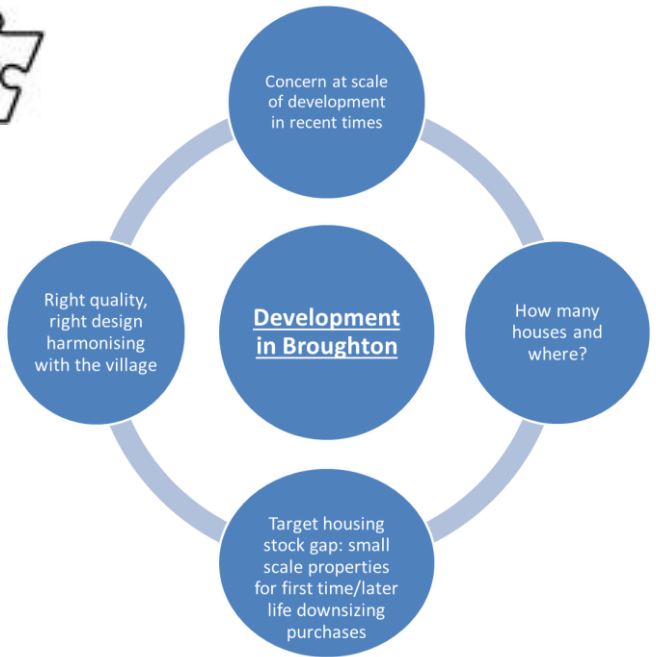 Concern at scale
of development
in recent times
Right quality,
right design
harmonising
with the village
Development
in Broughton
How many
houses and
where?
Target housing
stock gap: small
scale properties
for first time/later
life downsizing
purchases